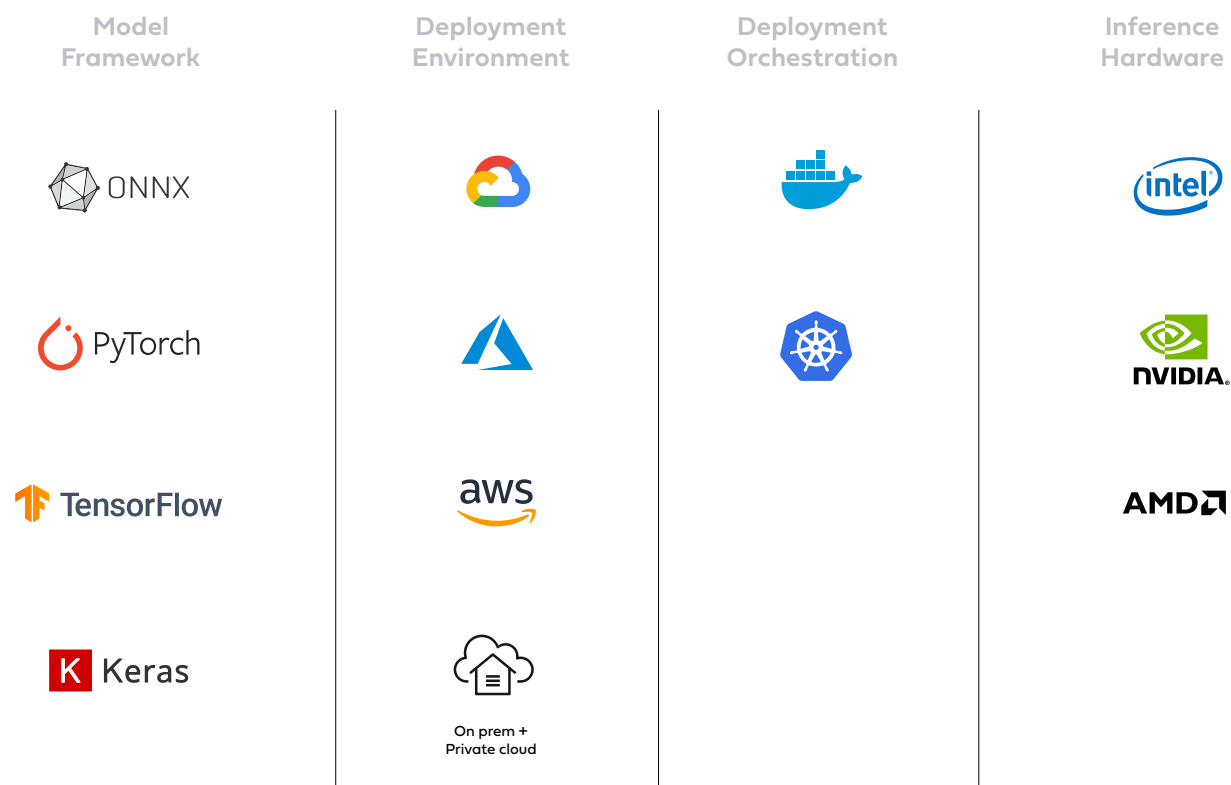 Model
Framework
Deployment
Environment
Deployment
Orchestration
Inference
Hardware
ONNX
intel
PyTorch
NVIDIA
TensorFlow
aws
AMD
K Keras
On prem +
Private cloud